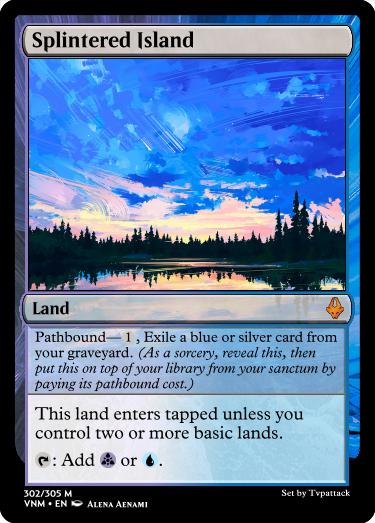 Splintered Island
Land
Pathbound—1, Exile a blue or silver card from
your graveyard. (As a sorcery, reveal this, then
put this on top of your library from your sanctum by
paying its pathbound cost.)
This land enters tapped unless you
control two or more basic lands.
: Add or .
302/305 M
Set by Tvpattack
VNM • EN Alena Aenami